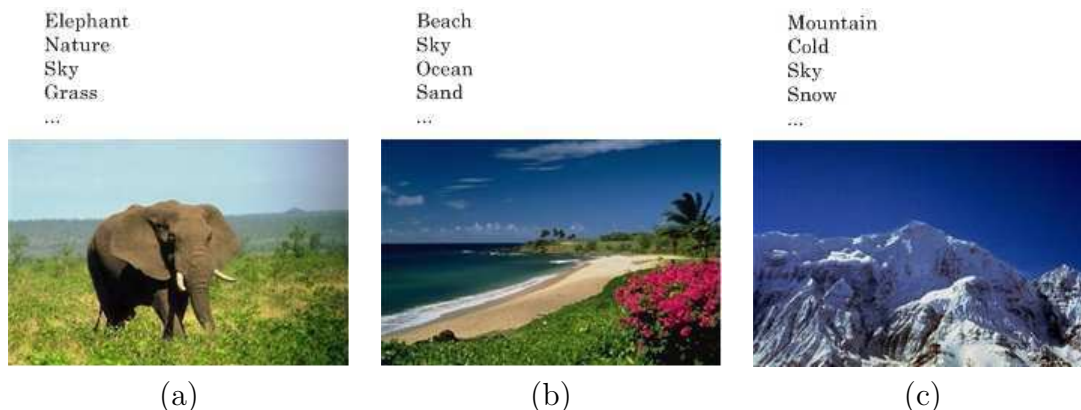 Elephant
Nature
Sky
Grass
...
Beach
Sky
Ocean
Sand
...
Mountain
Cold
Sky
Snow
...
(a)
(b)
(c)